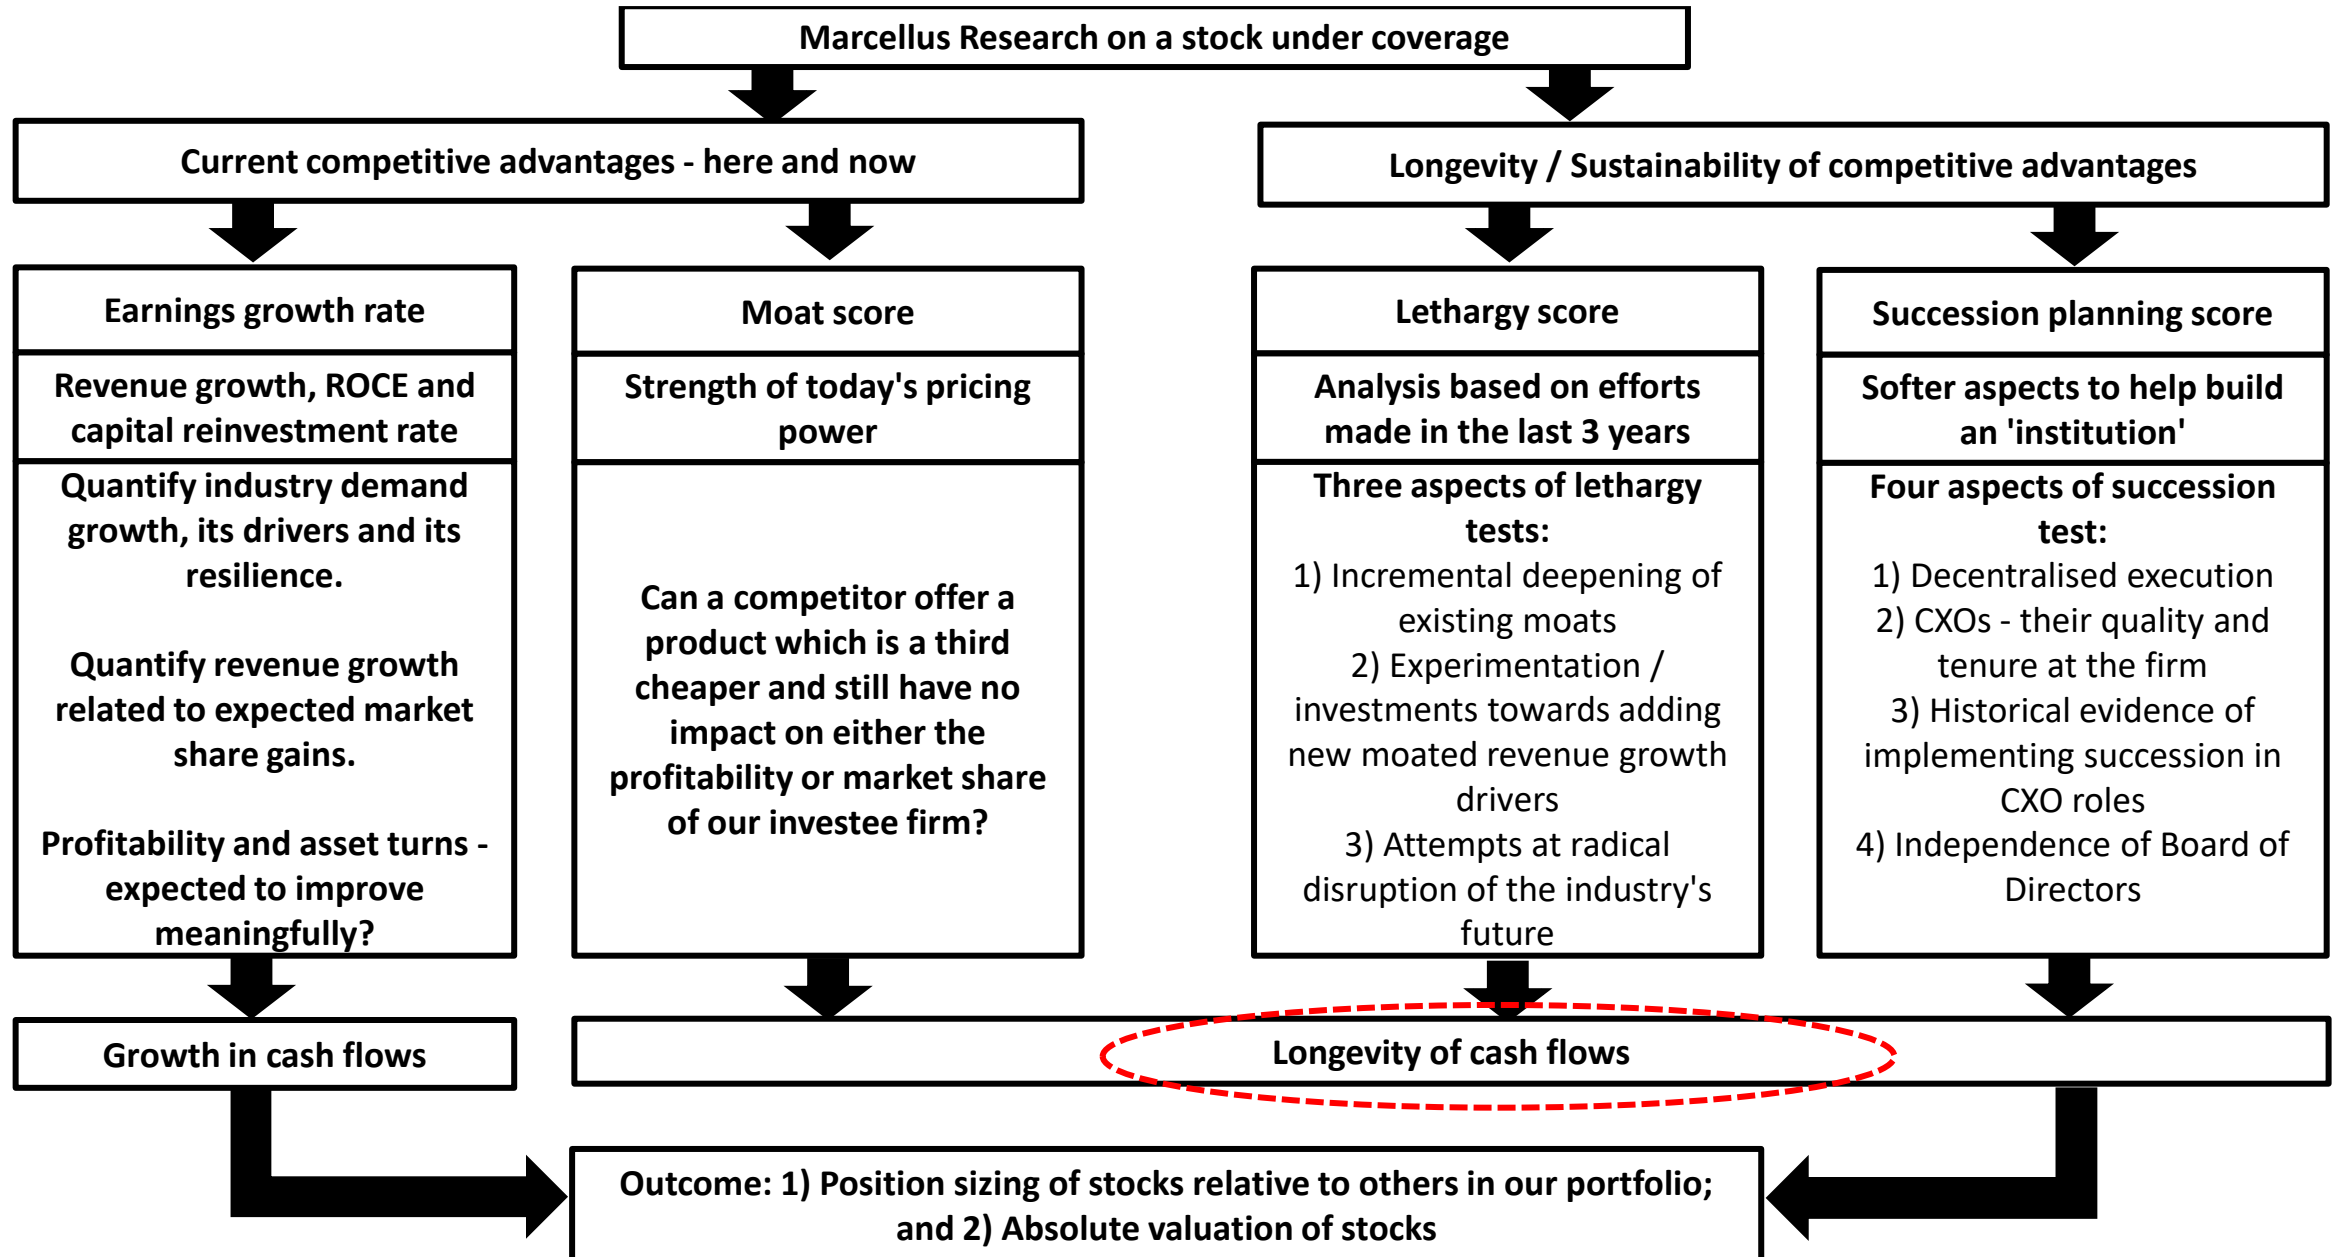 Marcellus Research on a stock under coverage
Current competitive advantages - here and now
Longevity / Sustainability of competitive advantages
Earnings growth rate
Revenue growth, ROCE and
capital reinvestment rate
Quantify industry demand
growth, its drivers and its
resilience.
Quantify revenue growth
related to expected market
share gains.
Profitability and asset turns -
expected to improve
meaningfully?
Moat score
Strength of today's pricing
power
Can a competitor offer a
product which is a third
cheaper and still have no
impact on either the
profitability or market share
of our investee firm?
Lethargy score
Analysis based on efforts
made in the last 3 years
Three aspects of lethargy
tests:
1) Incremental deepening of
existing moats
2) Experimentation /
investments towards adding
new moated revenue growth
drivers
3) Attempts at radical
disruption of the industry's
future
Succession planning score
Softer aspects to help build
an 'institution'
Four aspects of succession
test:
1) Decentralised execution
2) CXOs - their quality and
tenure at the firm
3) Historical evidence of
implementing succession in
CXO roles
4) Independence of Board of
Directors
Growth in cash flows
Longevity of cash flows
Outcome: 1) Position sizing of stocks relative to others in our portfolio;
and 2) Absolute valuation of stocks